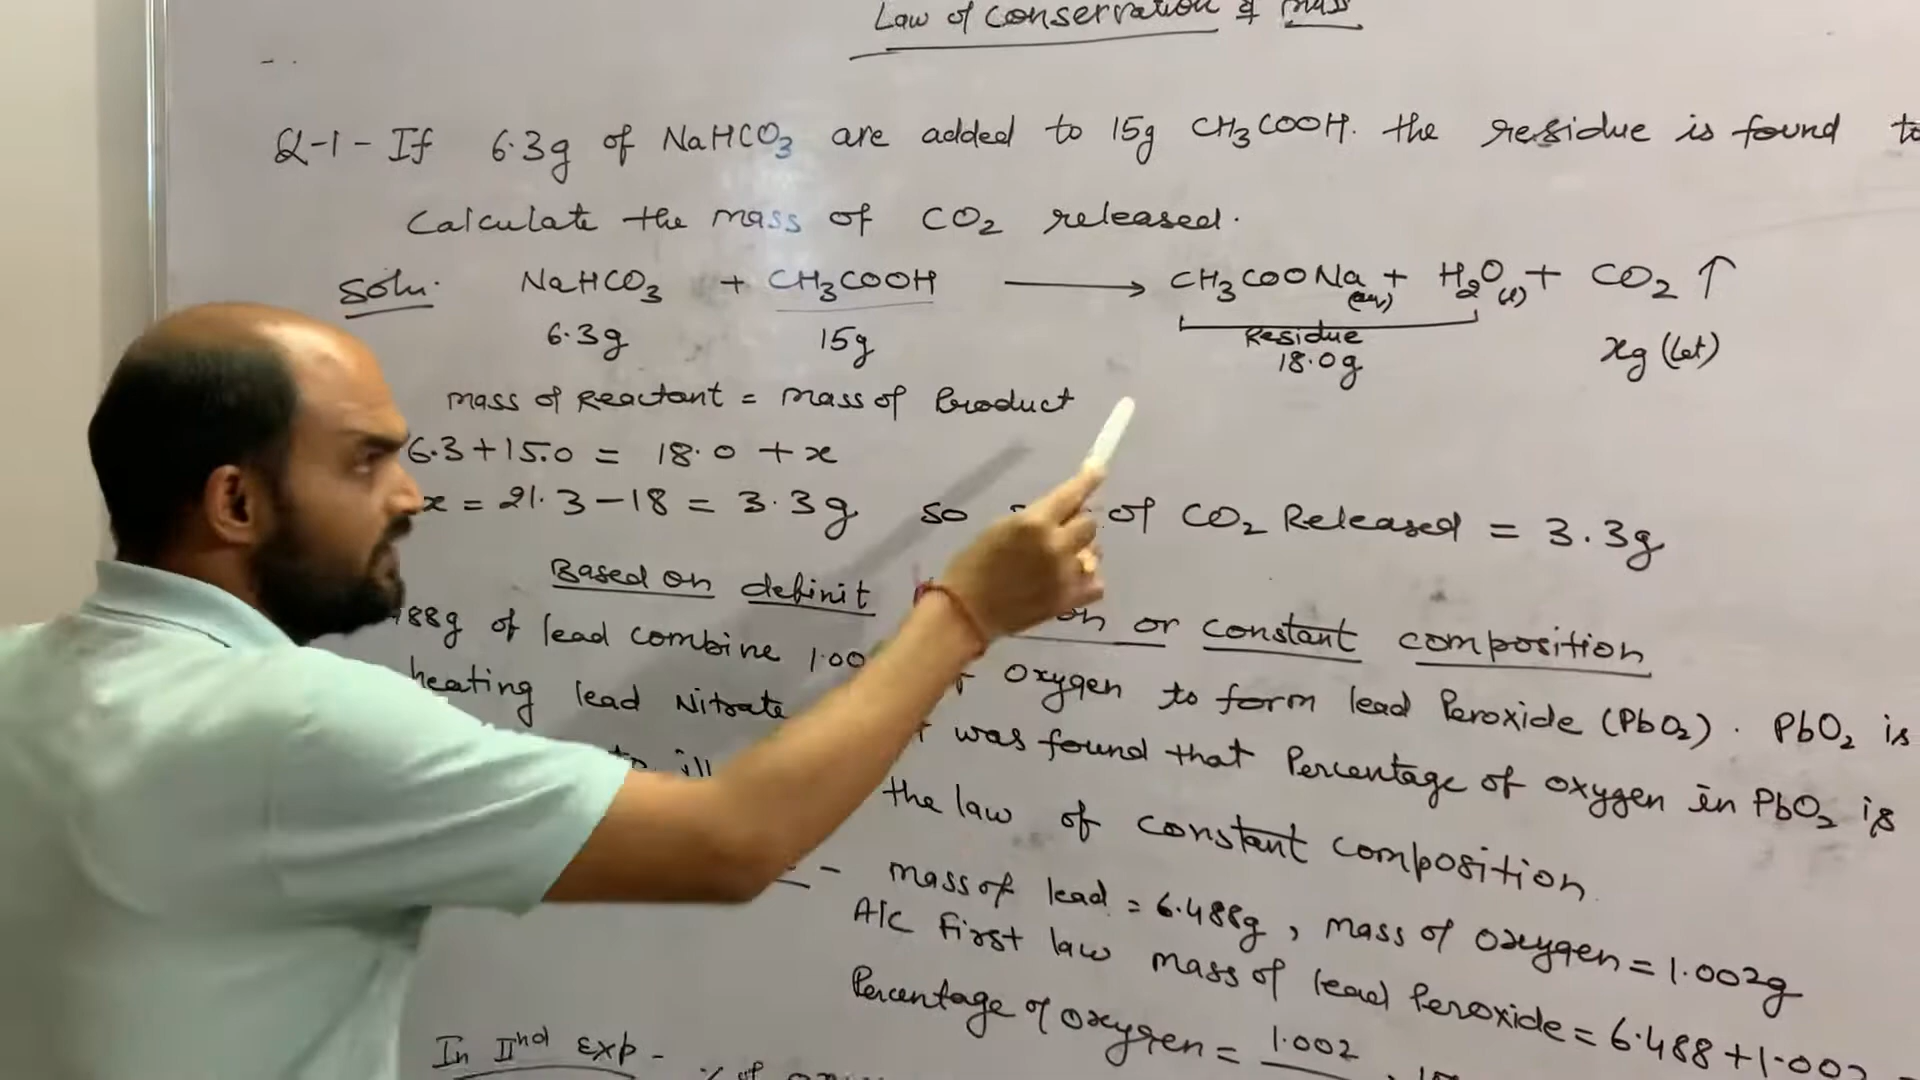 Law of Conservation of Mass
Q-1- If 6.3g of NaHCO3 are added to 15g CH3COOH. the residue is found to
Calculate the mass of CO2 released.
Soln. NaHCO3 + CH3COOH → CH3COONa(aq) + H2O(l) + CO2 ↑
6.3g 15g Residue 18.0g xg (Let)
mass of Reactant = mass of Product
6.3+15.0 = 18.0 + x
x = 21.3-18 = 3.3g so of CO2 Released = 3.3g
Based on definit or constant composition
88g of lead combine 1.00 oxygen to form lead Peroxide (PbO2). PbO2 is
heating lead Nitrate was found that Percentage of oxygen in PbO2 is
the law of constant composition.
- mass of lead = 6.488g, mass of oxygen = 1.002g
A/C First law mass of lead Peroxide = 6.488+1.002
Percentage of oxygen = 1.002
In IInd Exp -